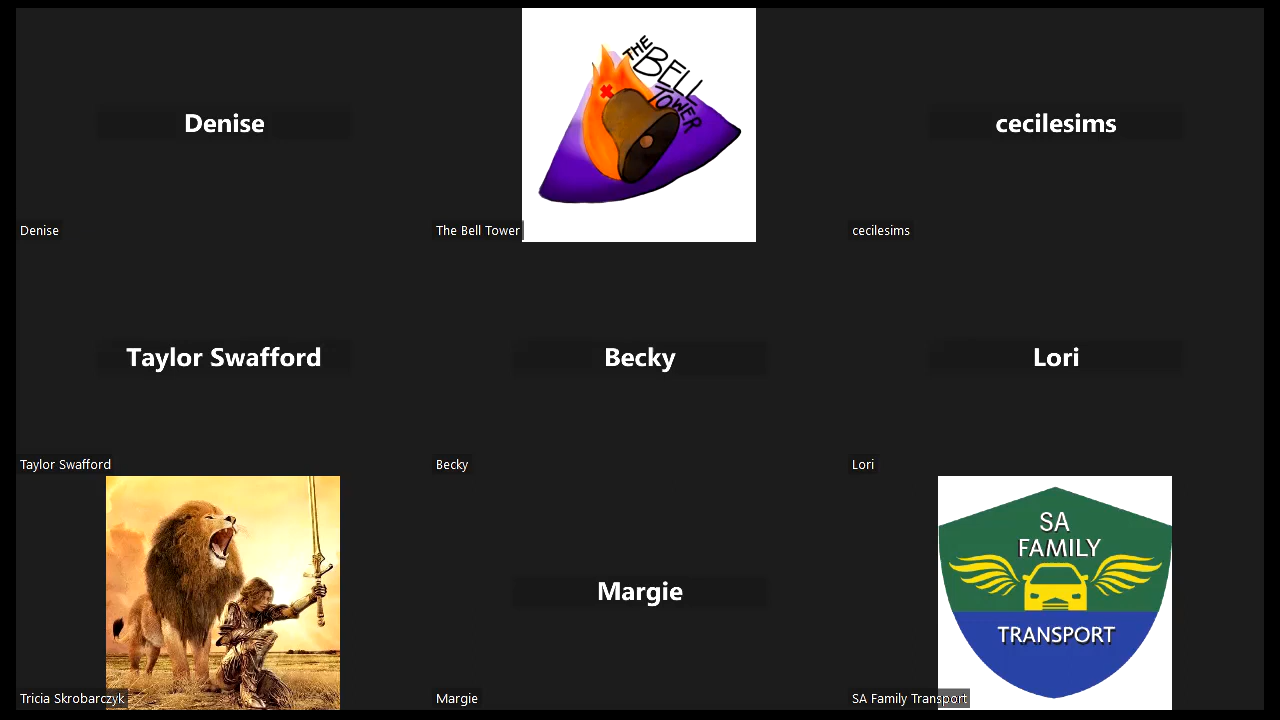 Denise
THE
BELL
TOWER
cecilesims
Denise
The Bell Tower
cecilesims
Taylor Swafford
Becky
Lori
Taylor Swafford
Becky
Lori
SA
FAMILY
TRANSPORT
Margie
Tricia Skrobarczyk
Margie
SA Family Transport